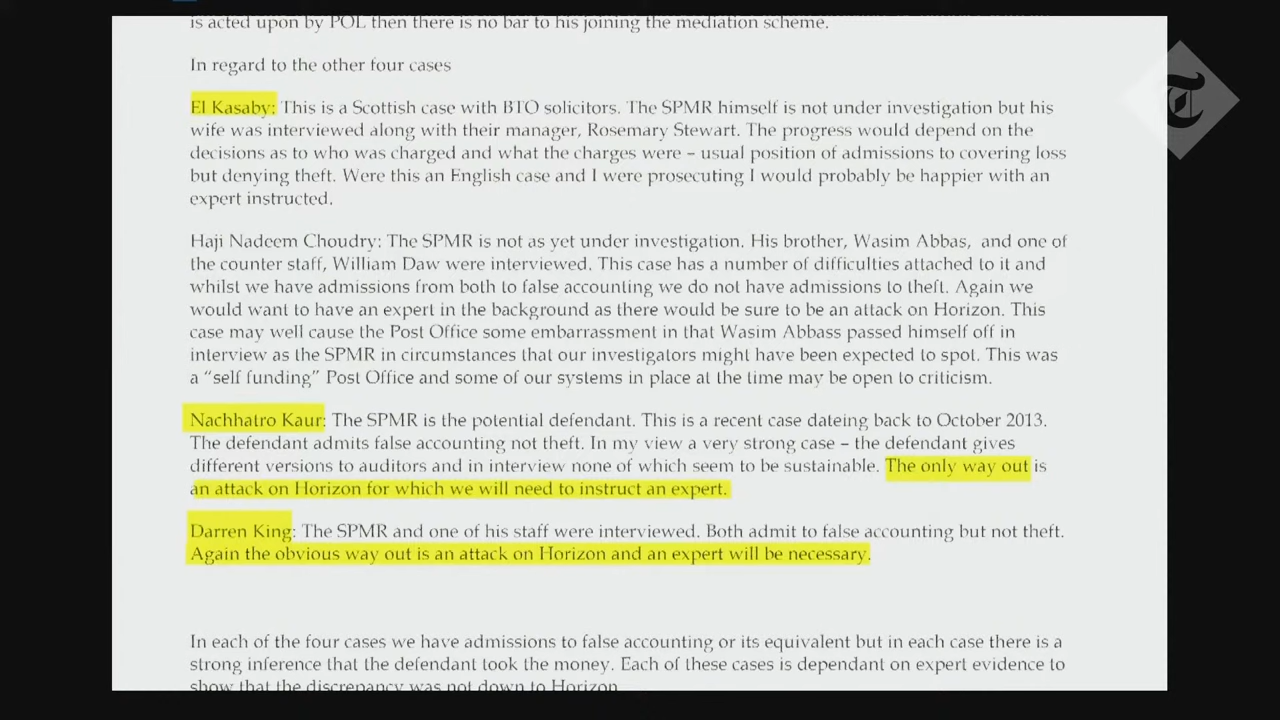 is acted upon by POL then there is no bar to his joining the mediation scheme.
In regard to the other four cases
El Kasaby: This is a Scottish case with BTO solicitors. The SPMR himself is not under investigation but his
wife was interviewed along with their manager, Rosemary Stewart. The progress would depend on the
decisions as to who was charged and what the charges were – usual position of admissions to covering loss
but denying theft. Were this an English case and I were prosecuting I would probably be happier with an
expert instructed.
Haji Nadeem Choudry: The SPMR is not as yet under investigation. His brother, Wasim Abbas, and one of
the counter staff, William Daw were interviewed. This case has a number of difficulties attached to it and
whilst we have admissions from both to false accounting we do not have admissions to theft. Again we
would want to have an expert in the background as there would be sure to be an attack on Horizon. This
case may well cause the Post Office some embarrassment in that Wasim Abbass passed himself off in
interview as the SPMR in circumstances that our investigators might have been expected to spot. This was
a “self funding” Post Office and some of our systems in place at the time may be open to criticism.
Nachhatro Kaur: The SPMR is the potential defendant. This is a recent case dateing back to October 2013.
The defendant admits false accounting not theft. In my view a very strong case – the defendant gives
different versions to auditors and in interview none of which seem to be sustainable. The only way out is
an attack on Horizon for which we will need to instruct an expert.
Darren King: The SPMR and one of his staff were interviewed. Both admit to false accounting but not theft.
Again the obvious way out is an attack on Horizon and an expert will be necessary.
In each of the four cases we have admissions to false accounting or its equivalent but in each case there is a
strong inference that the defendant took the money. Each of these cases is dependant on expert evidence to
show that the discrepancy was not down to Horizon